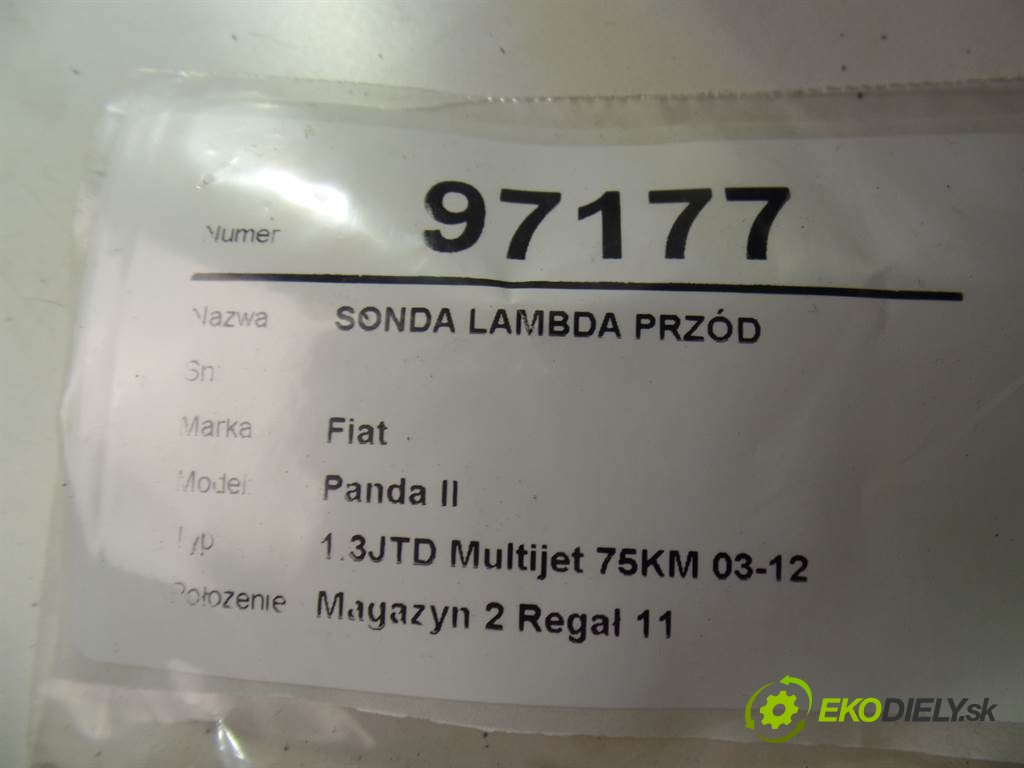 Numer 97177
Nazwa SONDA LAMBDA PRZÓD
Sn
Marka Fiat
Model Panda II
Typ 1.3JTD Multijet 75KM 03-12
Położenie Magazyn 2 Regał 11
EKODIELY.sk